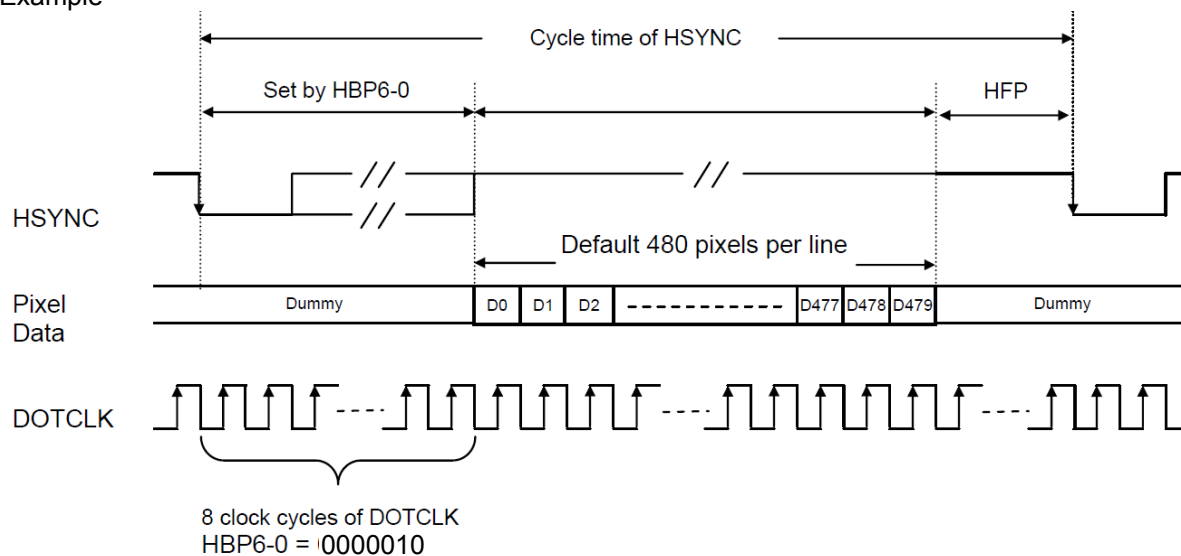 Example
Cycle time of HSYNC
Set by HBP6-0
HFP
HSYNC
Default 480 pixels per line
Pixel
Data
Dummy D0 D1 D2 D477 D478 D479 Dummy
DOTCLK
8 clock cycles of DOTCLK
HBP6-0 = 0000010